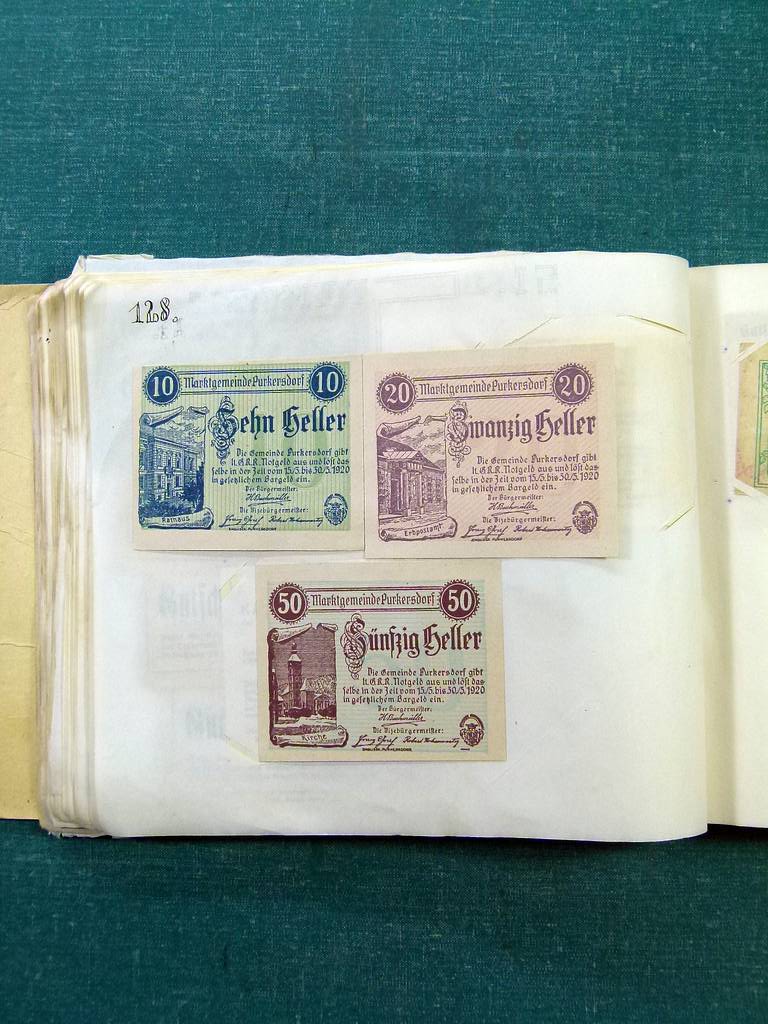 128.
10 Marktgemeinde Purkersdorf 10
Zehn Heller
Die Gemeinde Purkersdorf gibt
lt. G.R.R. Notgeld aus und löst das
selbe in der Zeit vom 15/5. bis 30/5. 1920
in gesetzlichem Bargeld ein.
Der Bürgermeister:
Die Vizebürgermeister:
Rathaus
20 Marktgemeinde Purkersdorf 20
Zwanzig Heller
Die Gemeinde Purkersdorf gibt
lt. G.R.R. Notgeld aus und löst das
selbe in der Zeit vom 15/5. bis 30/5. 1920
in gesetzlichem Bargeld ein.
Der Bürgermeister:
Die Vizebürgermeister:
Erbpostamt
50 Marktgemeinde Purkersdorf 50
Fünfzig Heller
Die Gemeinde Purkersdorf gibt
lt. G.R.R. Notgeld aus und löst das
selbe in der Zeit vom 15/5. bis 30/5. 1920
in gesetzlichem Bargeld ein.
Der Bürgermeister:
Die Vizebürgermeister:
Kirche